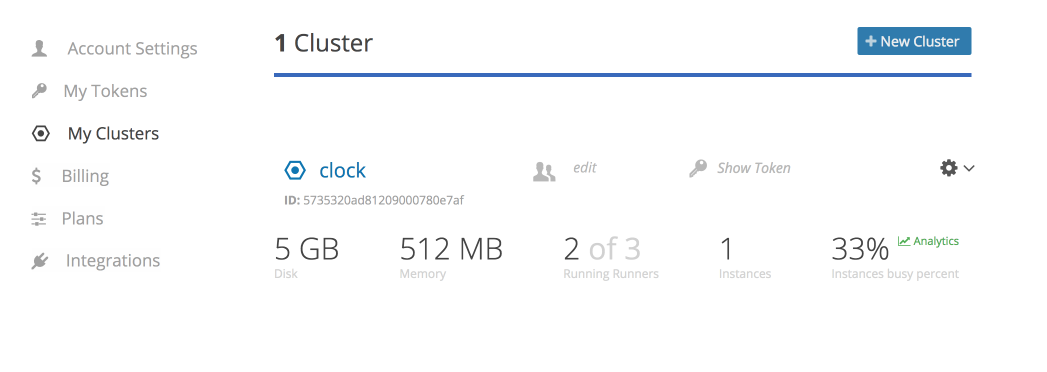 Account Settings
My Tokens
My Clusters
Billing
Plans
Integrations
1 Cluster
+ New Cluster
clock
edit
Show Token
ID: 5735320ad81209000780e7af
5 GB
Disk
512 MB
Memory
2 of 3
Running Runners
1
Instances
33%
Analytics
Instances busy percent